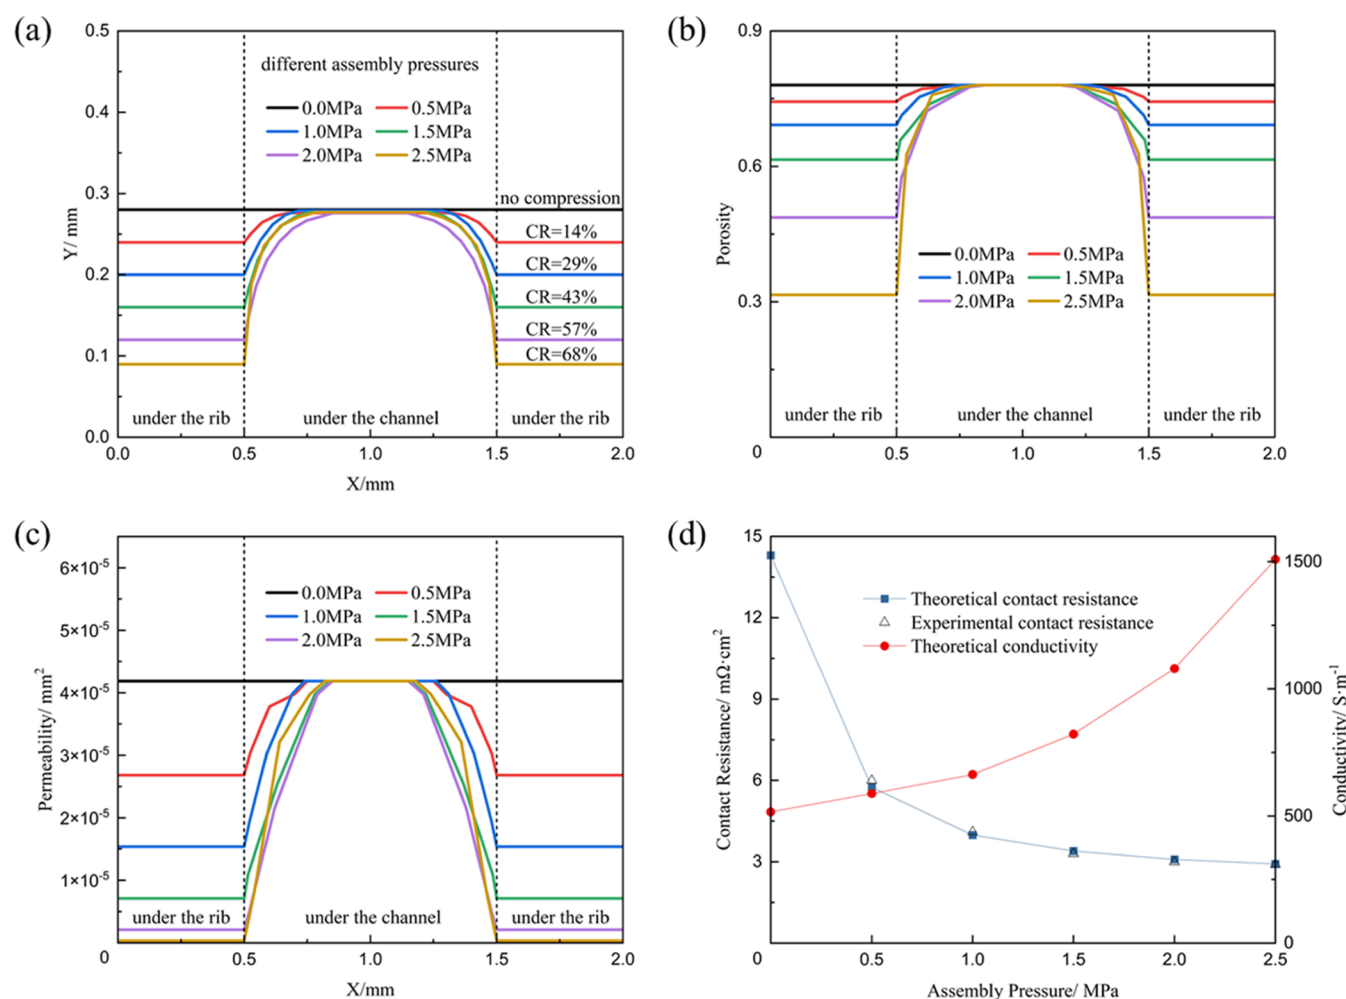 (a)
0.5
0.4
0.3
0.2
0.1
0.0
Y/ mm
different assembly pressures
0.0MPa 0.5MPa
1.0MPa 1.5MPa
2.0MPa 2.5MPa
no compression
CR=14%
CR=29%
CR=43%
CR=57%
CR=68%
under the rib under the channel under the rib
0.0 0.5 1.0 1.5 2.0
X/mm
(b)
0.9
0.6
0.3
0
Porosity
0.0MPa 0.5MPa
1.0MPa 1.5MPa
2.0MPa 2.5MPa
under the rib under the channel under the rib
0.5 1.0 1.5 2.0
(c)
6×10⁻⁵
5×10⁻⁵
4×10⁻⁵
3×10⁻⁵
2×10⁻⁵
1×10⁻⁵
0
Permeability/ mm²
0.0MPa 0.5MPa
1.0MPa 1.5MPa
2.0MPa 2.5MPa
under the rib under the channel under the rib
0.5 1.0 1.5 2.0
X/mm
(d)
15
12
9
6
3
0
Contact Resistance/ mΩ·cm²
Theoretical contact resistance
Experimental contact resistance
Theoretical conductivity
1500
1000
500
0
Conductivity/ S·m⁻¹
0.5 1.0 1.5 2.0 2.5
Assembly Pressure/ MPa